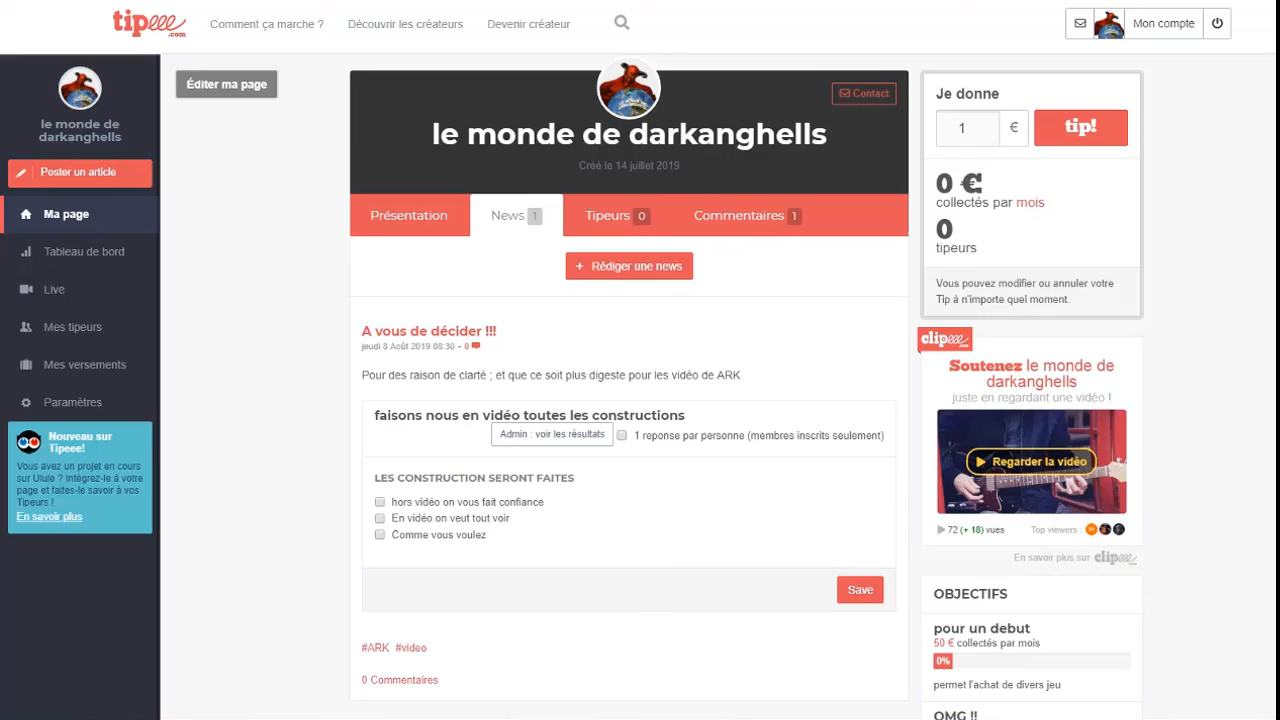 tipeee.com
Comment ça marche ?
Découvrir les créateurs
Devenir créateur
Mon compte
le monde de
darkanghells
Poster un article
Ma page
Tableau de bord
Live
Mes tipeurs
Mes versements
Paramètres
Nouveau sur
Tipeee!
Vous avez un projet en cours
sur Ulule ? Intégrez-le à votre
page et faites-le savoir à vos
Tipeurs !
En savoir plus
Éditer ma page
Contact
le monde de darkanghells
Créé le 14 juillet 2019
Présentation
News 1
Tipeurs 0
Commentaires 1
+ Rédiger une news
A vous de décider !!!
jeudi 8 Août 2019 08:30 - 0
Pour des raison de clarté ; et que ce soit plus digeste pour les vidéo de ARK
faisons nous en vidéo toutes les constructions
Admin : voir les résultats
1 reponse par personne (membres inscrits seulement)
LES CONSTRUCTION SERONT FAITES
hors vidéo on vous fait confiance
En vidéo on veut tout voir
Comme vous voulez
Save
#ARK #video
0 Commentaires
Je donne
1 €
tip!
0 €
collectés par mois
0
tipeurs
Vous pouvez modifier ou annuler votre
Tip à n'importe quel moment.
clipeee
Soutenez le monde de
darkanghells
juste en regardant une vidéo !
Regarder la vidéo
72 (+ 18) vues
Top viewers :
En savoir plus sur clipeee
OBJECTIFS
pour un debut
50 € collectés par mois
0%
permet l'achat de divers jeu
OMG !!